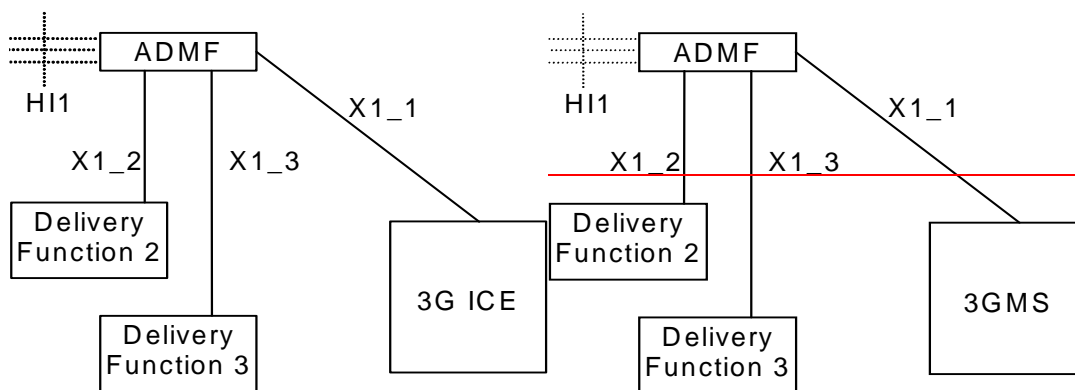 ADMF
HI1
X1_1
X1_2
X1_3
Delivery
Function 2
3G ICE
Delivery
Function 3
ADMF
HI1
X1_1
X1_2
X1_3
Delivery
Function 2
3GMS
Delivery
Function 3